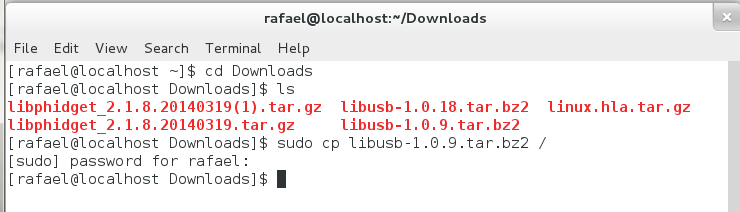 rafael@localhost:~/Downloads
File Edit View Search Terminal Help
[rafael@localhost ~]$ cd Downloads
[rafael@localhost Downloads]$ ls
libphidget_2.1.8.20140319(1).tar.gz libusb-1.0.18.tar.bz2 linux.hla.tar.gz
libphidget_2.1.8.20140319.tar.gz libusb-1.0.9.tar.bz2
[rafael@localhost Downloads]$ sudo cp libusb-1.0.9.tar.bz2 /
[sudo] password for rafael:
[rafael@localhost Downloads]$